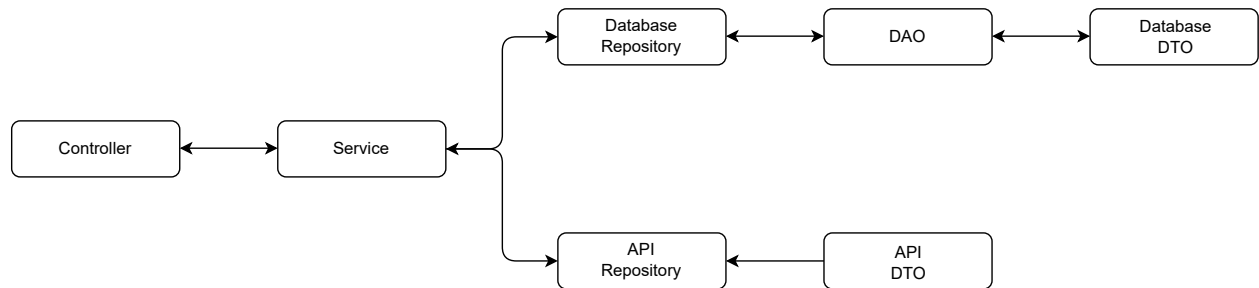 Database
Repository
DAO
Database
DTO
Controller
Service
API
Repository
API
DTO